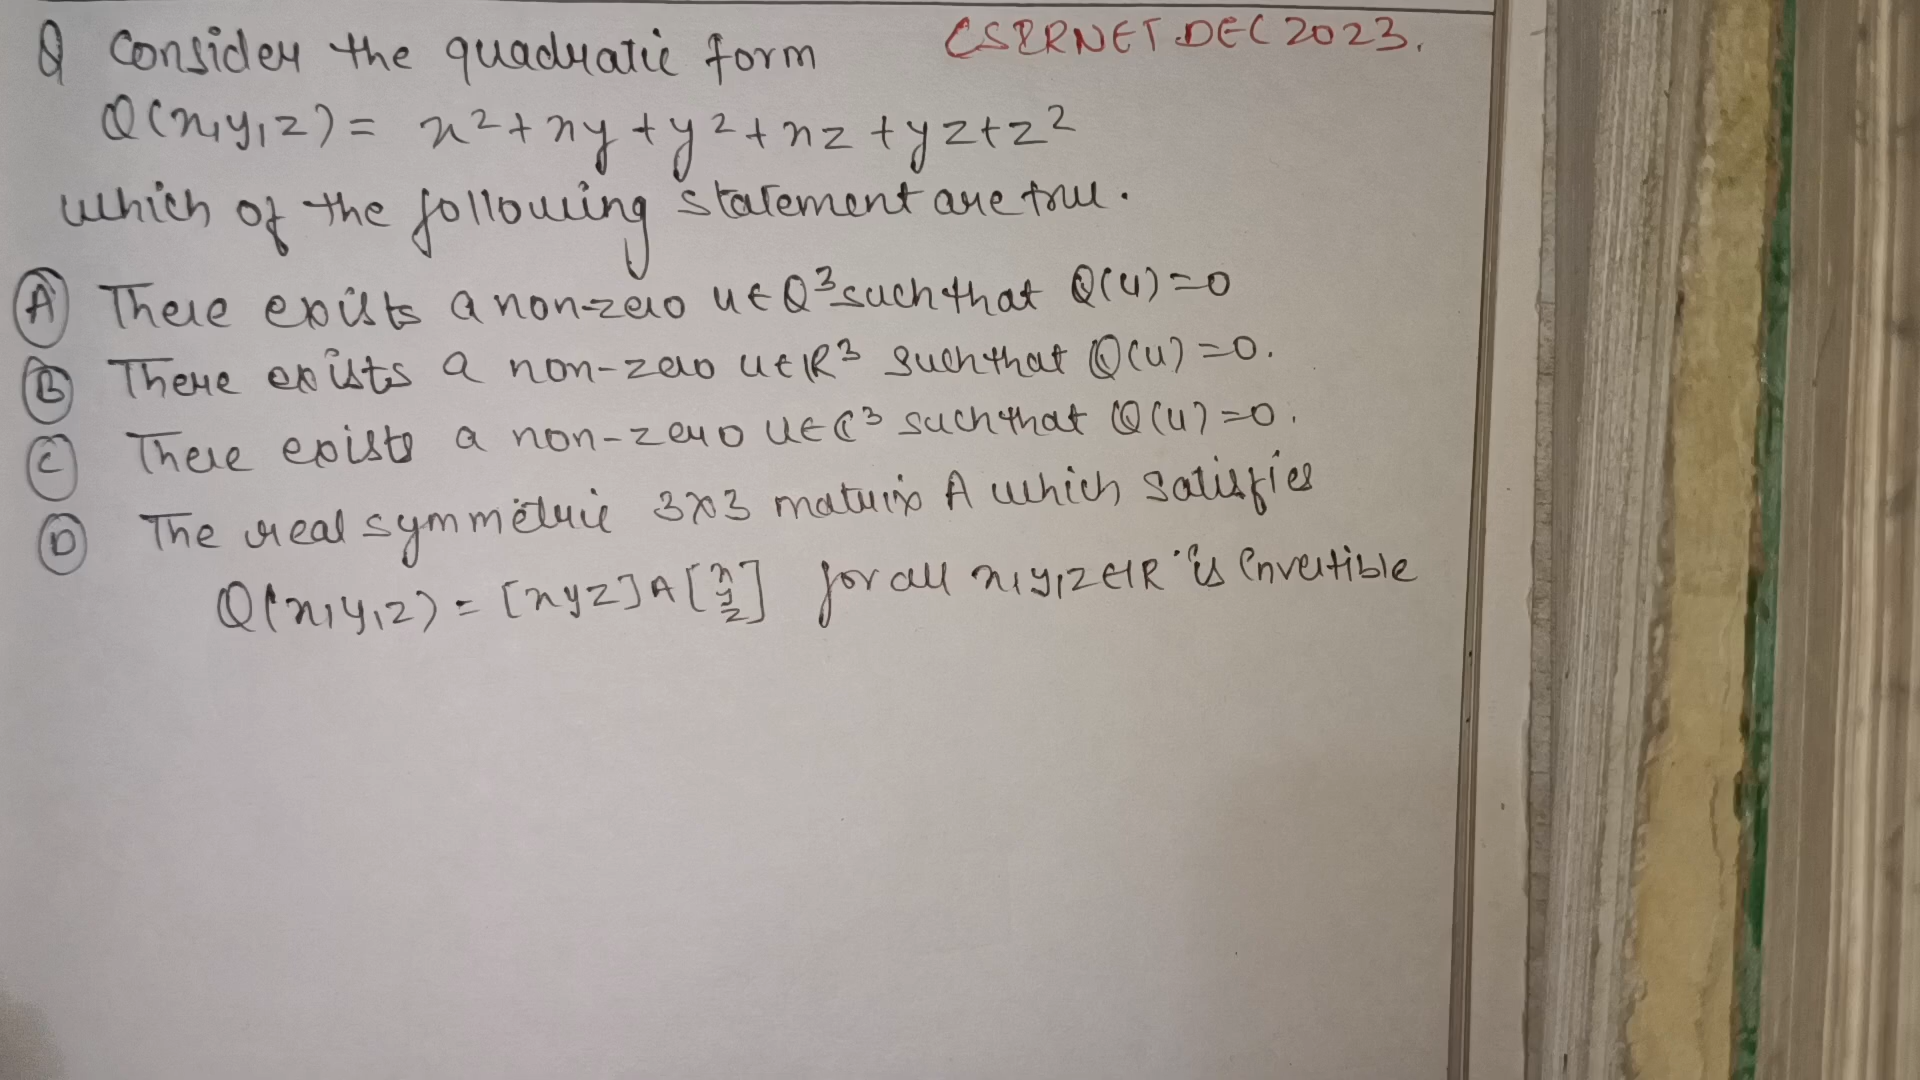 Q Consider the quadratic form CSIRNET DEC 2023.
Q(x,y,z) = x²+xy+y²+xz+yz+z²
which of the following statement are true.
(A) There exists a non-zero u∈Q³ such that Q(u)=0
(B) There exists a non-zero u∈R³ such that Q(u)=0.
(C) There exists a non-zero u∈C³ such that Q(u)=0.
(D) The real symmetric 3x3 matrix A which satisfies
Q(x,y,z) = [x y z] A [x y z] for all x,y,z∈R is invertible